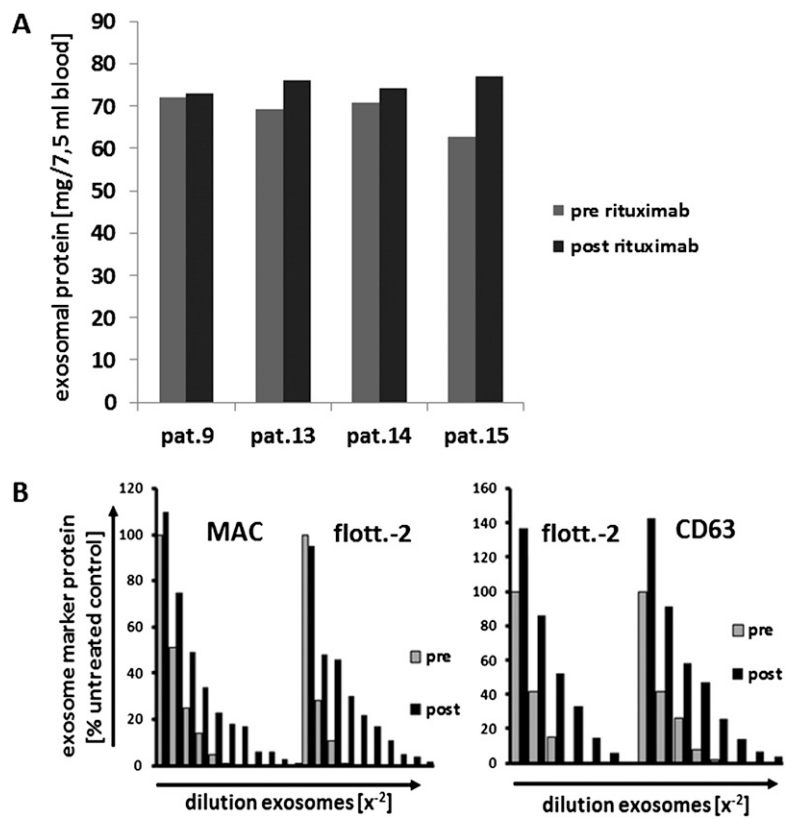 A
exosomal protein [mg/7,5 ml blood]
90
80
70
60
50
40
30
20
10
0
pat.9 pat.13 pat.14 pat.15
pre rituximab
post rituximab
B
exosome marker protein
[% untreated control]
120
100
80
60
40
20
0
MAC flott.-2
pre
post
dilution exosomes [x⁻²]
160
140
120
100
80
60
40
20
0
flott.-2 CD63
pre
post
dilution exosomes [x⁻²]